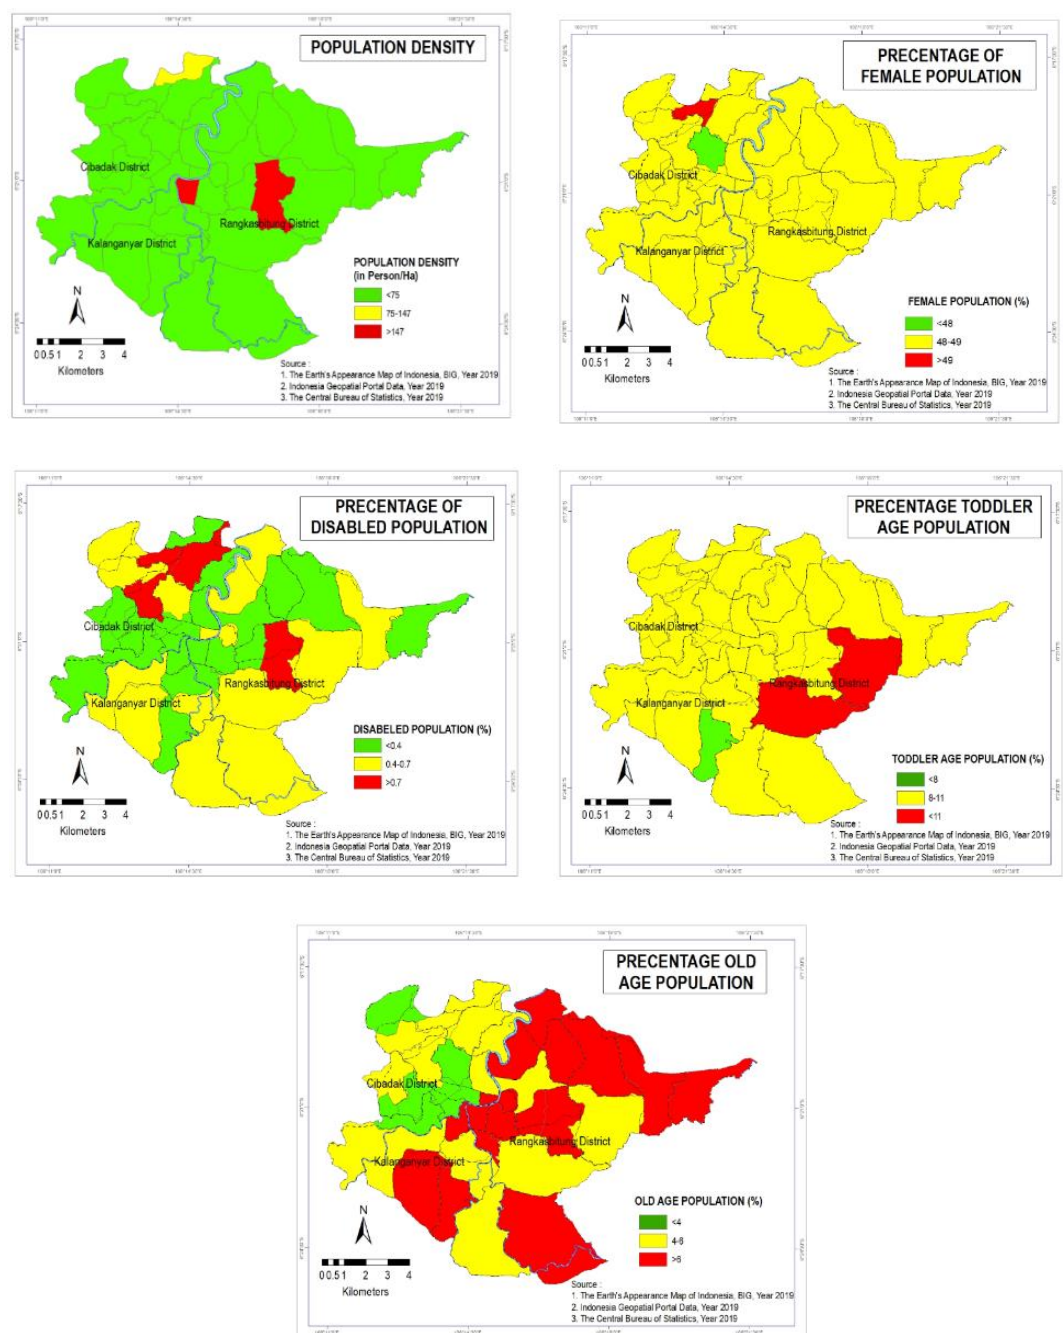 POPULATION DENSITY
Cibadak District
Rangkasbitung District
Kalanganyar District
POPULATION DENSITY
(in Person/Ha)
<75
75-147
>147
N
0 0.5 1 2 3 4
Kilometers
Source :
1. The Earth's Appearance Map of Indonesia, BIG, Year 2019
2. Indonesia Geospatial Portal Data, Year 2019
3. The Central Bureau of Statistics, Year 2019
PRECENTAGE OF
FEMALE POPULATION
Cibadak District
Rangkasbitung District
Kalanganyar District
FEMALE POPULATION (%)
<48
48-49
>49
N
0 0.5 1 2 3 4
Kilometers
Source :
1. The Earth's Appearance Map of Indonesia, BIG, Year 2019
2. Indonesia Geospatial Portal Data, Year 2019
3. The Central Bureau of Statistics, Year 2019
PRECENTAGE OF
DISABLED POPULATION
Cibadak District
Rangkasbitung District
Kalanganyar District
DISABELED POPULATION (%)
<0.4
0.4-0.7
>0.7
N
0 0.5 1 2 3 4
Kilometers
Source :
1. The Earth's Appearance Map of Indonesia, BIG, Year 2019
2. Indonesia Geospatial Portal Data, Year 2019
3. The Central Bureau of Statistics, Year 2019
PRECENTAGE TODDLER
AGE POPULATION
Cibadak District
Rangkasbitung District
Kalanganyar District
TODDLER AGE POPULATION (%)
<8
8-11
<11
N
0 0.5 1 2 3 4
Kilometers
Source :
1. The Earth's Appearance Map of Indonesia, BIG, Year 2019
2. Indonesia Geospatial Portal Data, Year 2019
3. The Central Bureau of Statistics, Year 2019
PRECENTAGE OLD
AGE POPULATION
Cibadak District
Rangkasbitung District
Kalanganyar District
OLD AGE POPULATION (%)
<4
4-6
>6
N
0 0.5 1 2 3 4
Kilometers
Source :
1. The Earth's Appearance Map of Indonesia, BIG, Year 2019
2. Indonesia Geospatial Portal Data, Year 2019
3. The Central Bureau of Statistics, Year 2019